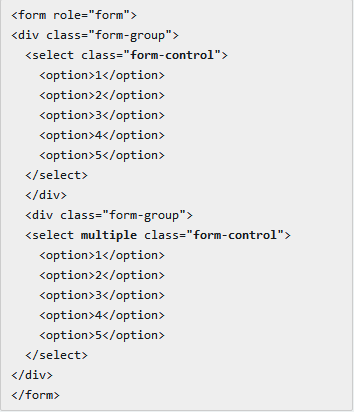 <form role="form">
<div class="form-group">
<select class="form-control">
<option>1</option>
<option>2</option>
<option>3</option>
<option>4</option>
<option>5</option>
</select>
</div>
<div class="form-group">
<select multiple class="form-control">
<option>1</option>
<option>2</option>
<option>3</option>
<option>4</option>
<option>5</option>
</select>
</div>
</form>